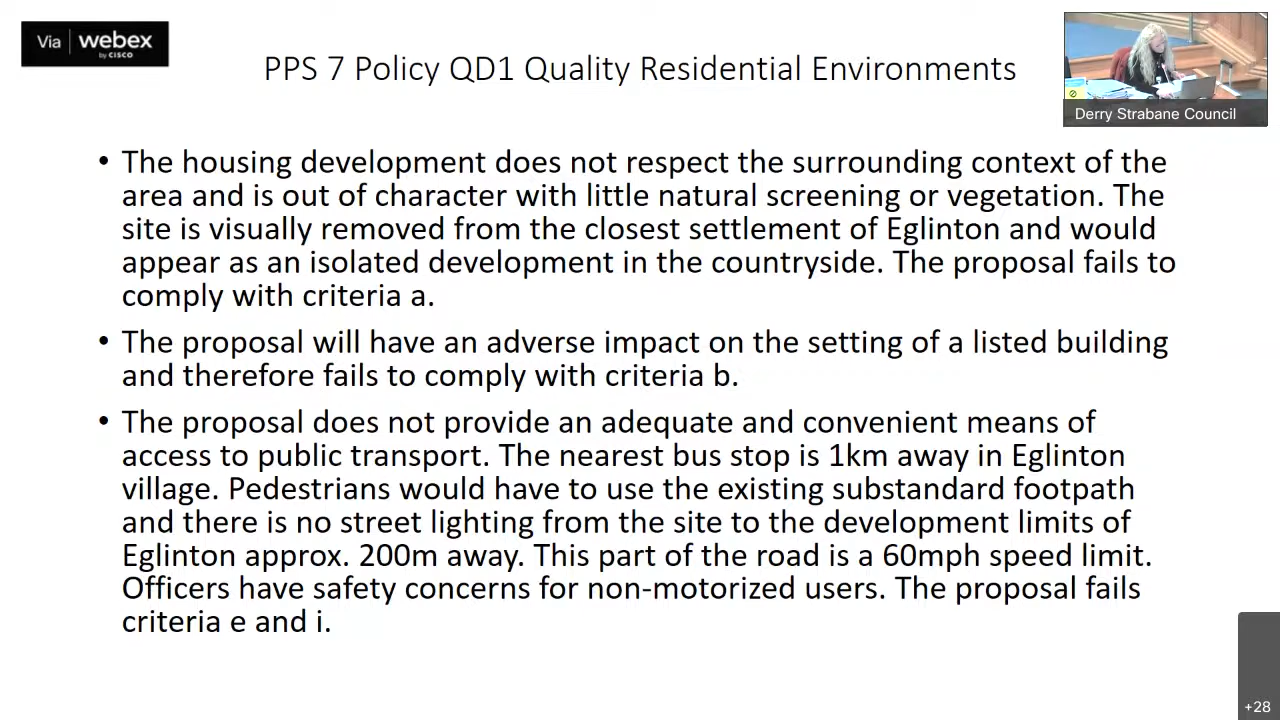 Via webex
by CISCO
PPS 7 Policy QD1 Quality Residential Environments
Derry Strabane Council
• The housing development does not respect the surrounding context of the
area and is out of character with little natural screening or vegetation. The
site is visually removed from the closest settlement of Eglinton and would
appear as an isolated development in the countryside. The proposal fails to
comply with criteria a.
• The proposal will have an adverse impact on the setting of a listed building
and therefore fails to comply with criteria b.
• The proposal does not provide an adequate and convenient means of
access to public transport. The nearest bus stop is 1km away in Eglinton
village. Pedestrians would have to use the existing substandard footpath
and there is no street lighting from the site to the development limits of
Eglinton approx. 200m away. This part of the road is a 60mph speed limit.
Officers have safety concerns for non-motorized users. The proposal fails
criteria e and i.
+28